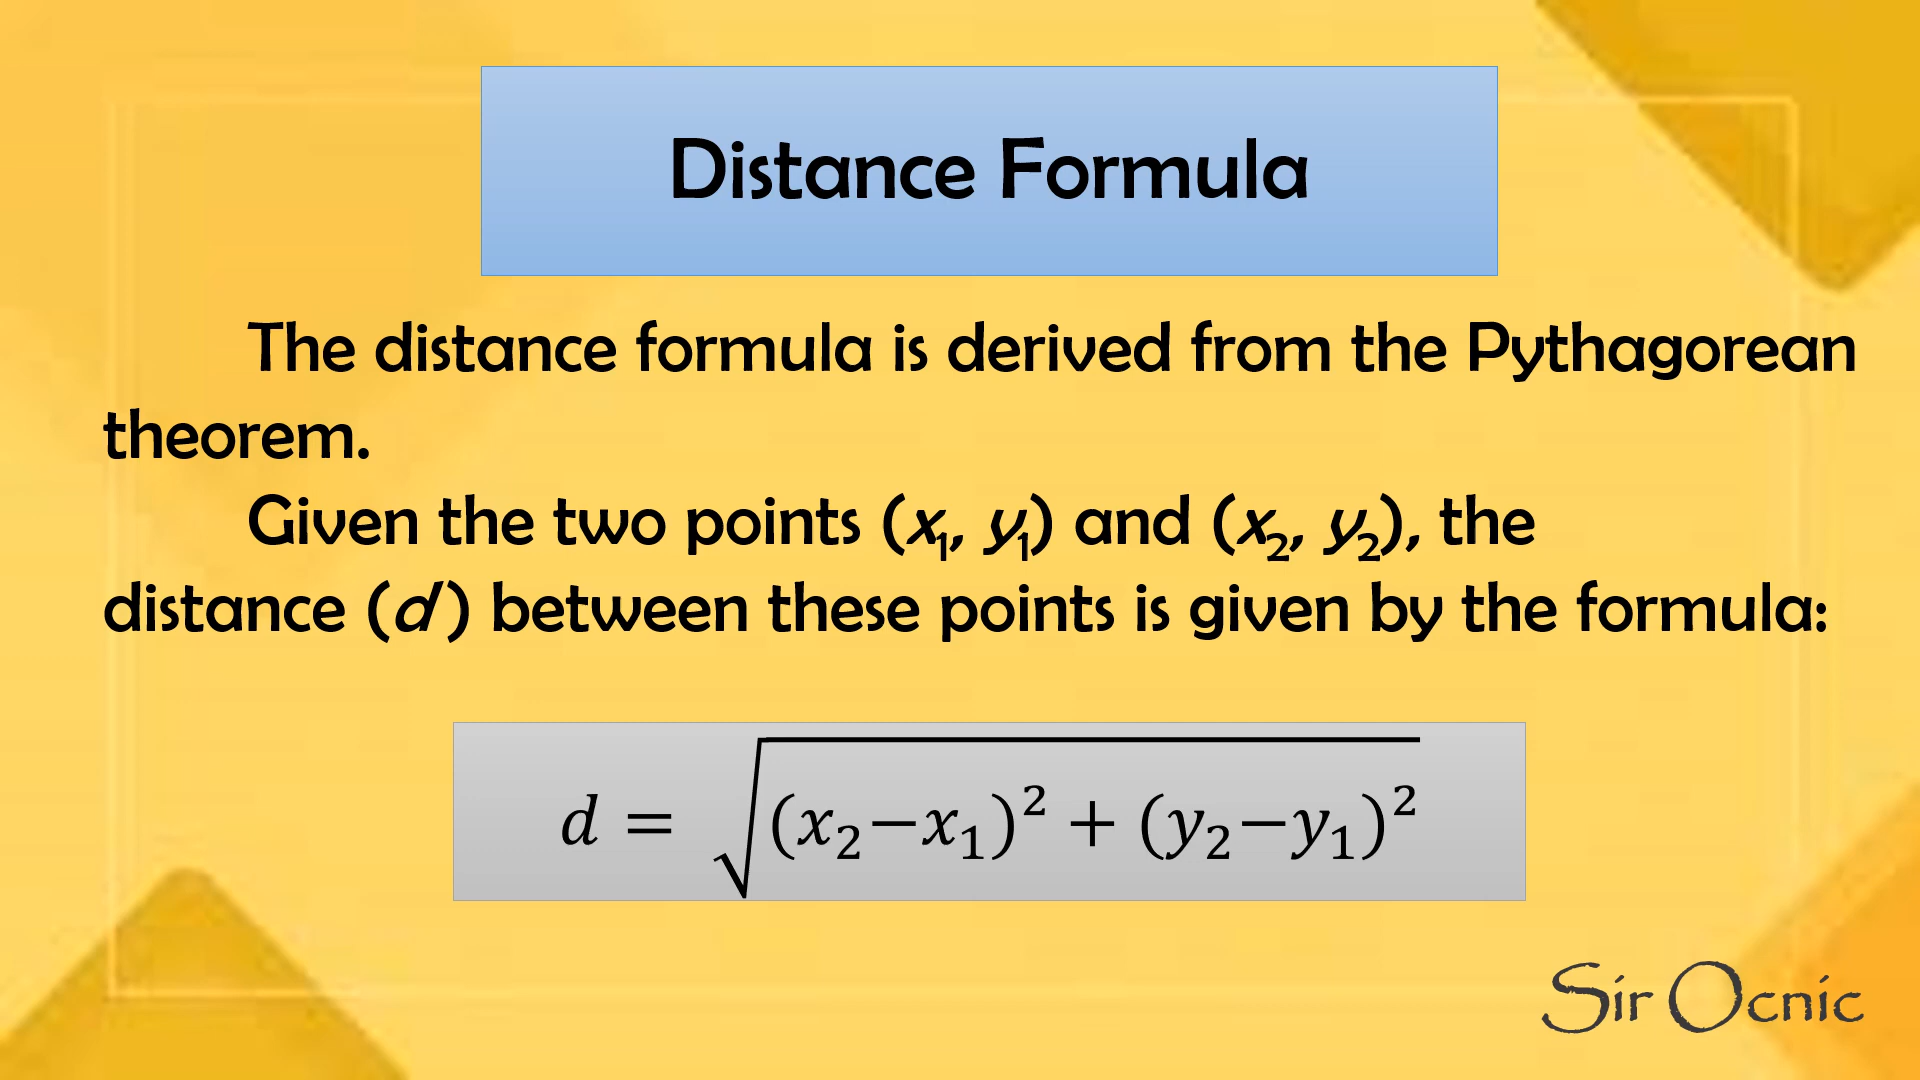 Distance Formula
The distance formula is derived from the Pythagorean
theorem.
Given the two points (x₁, y₁) and (x₂, y₂), the
distance (d) between these points is given by the formula:
d = √((x₂−x₁)² + (y₂−y₁)²)
Sir Ocnic